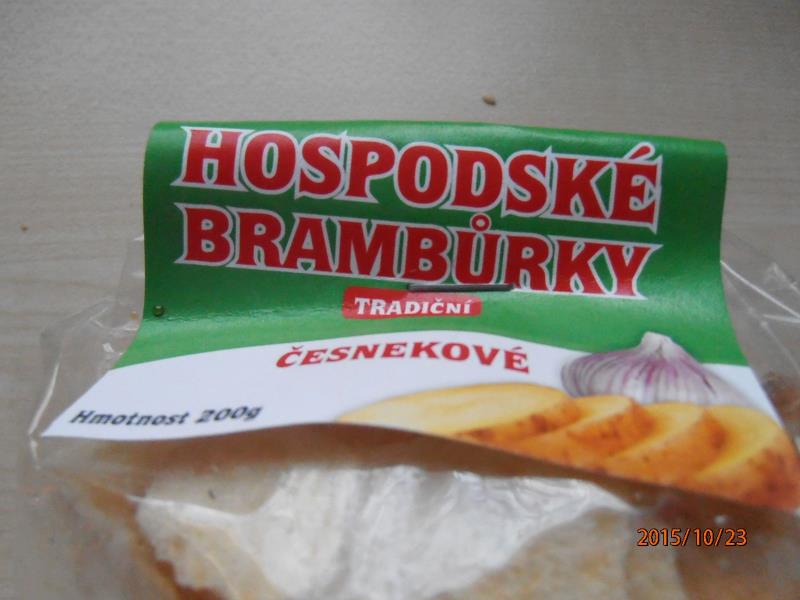 HOSPODSKÉ
BRAMBŮRKY
TRADIČNÍ
ČESNEKOVÉ
Hmotnost 200g
2015/10/23